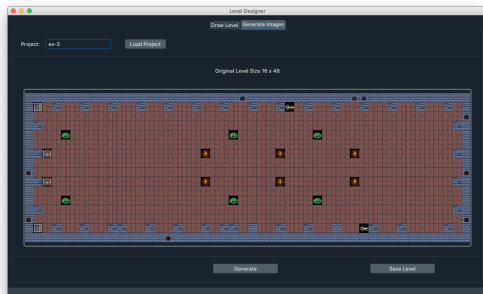 Level Designer
Draw Level Generate Images
Project: ex-3 Load Project
Original Level Size 16 x 48
Generate Save Level